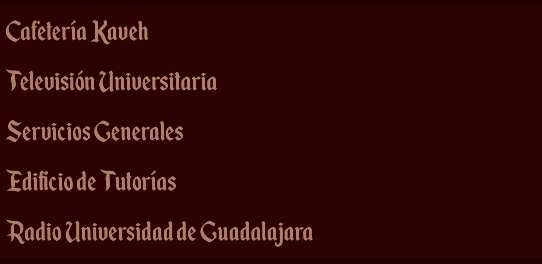 Cafetería Kaveh
Televisión Universitaria
Servicios Generales
Edificio de Tutorías
Radio Universidad de Guadalajara